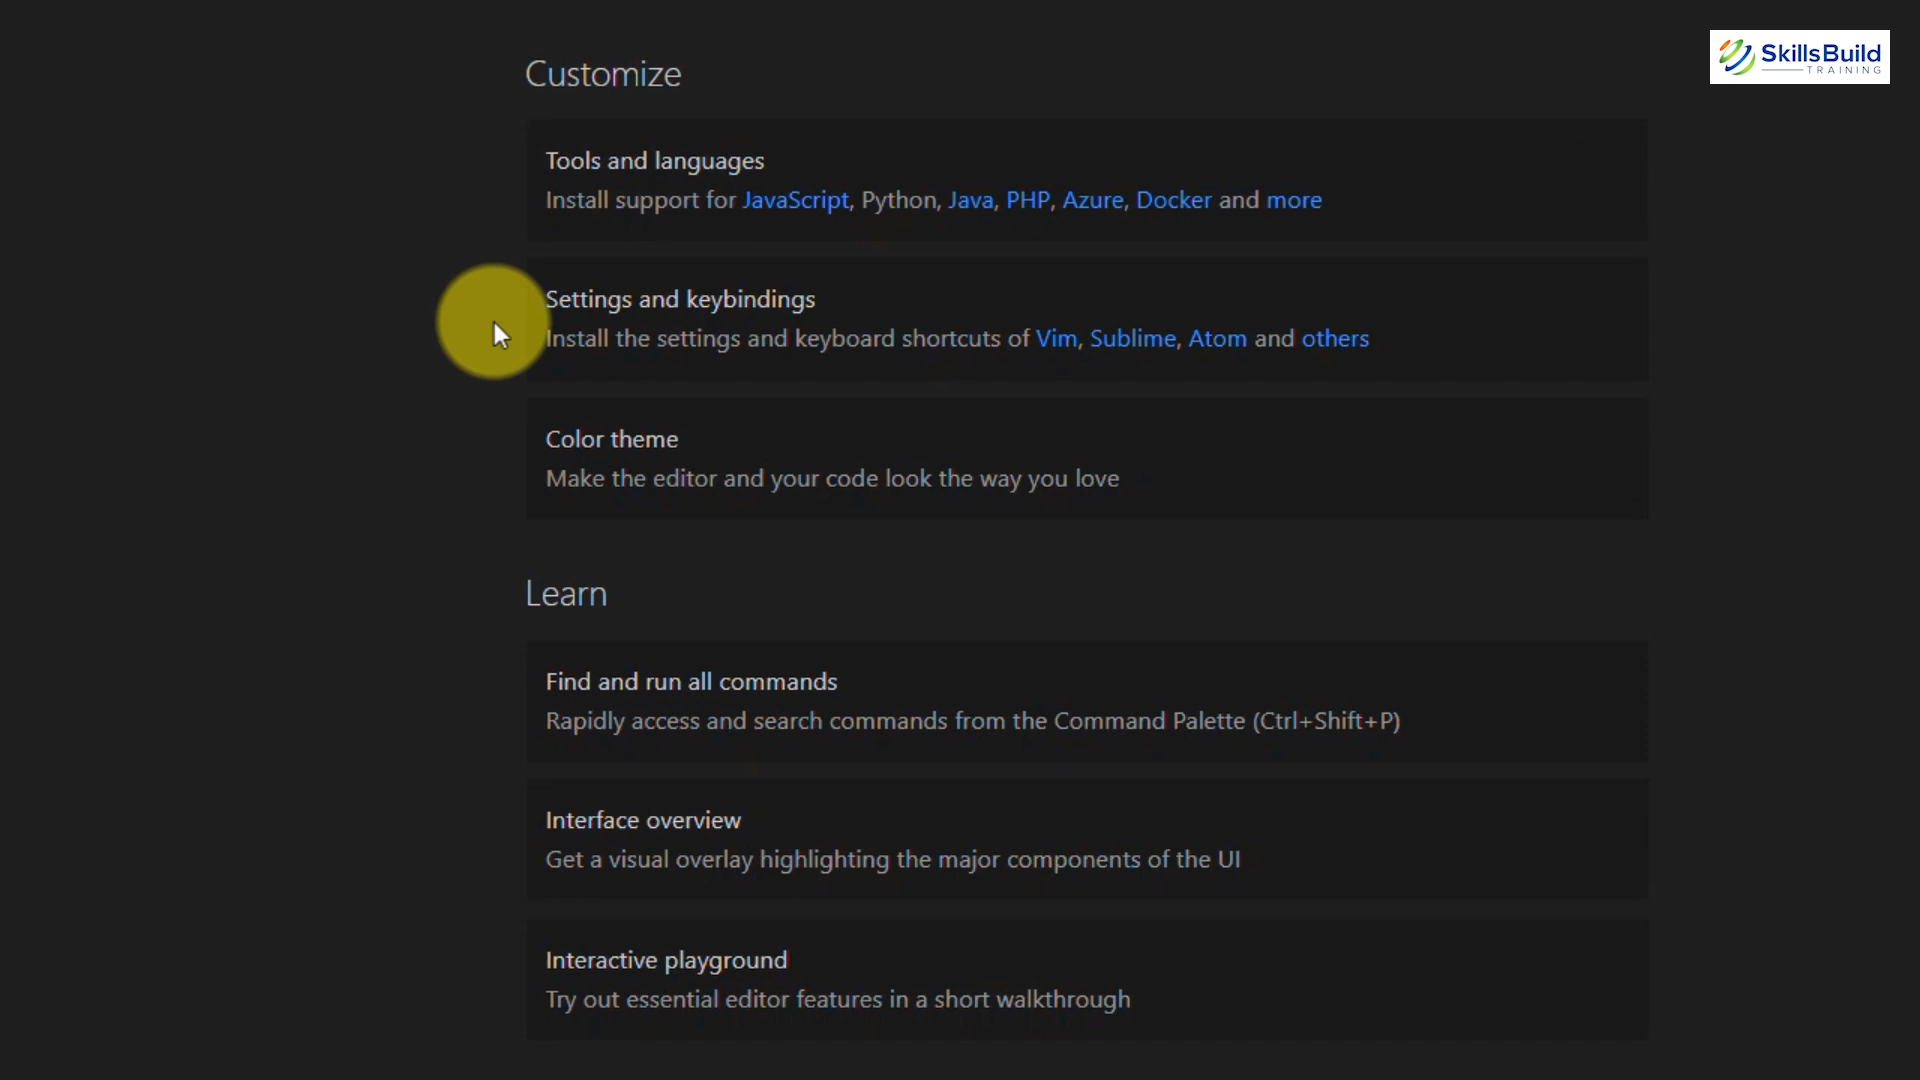 SkillsBuild
TRAINING
Customize
Tools and languages
Install support for JavaScript, Python, Java, PHP, Azure, Docker and more
Settings and keybindings
Install the settings and keyboard shortcuts of Vim, Sublime, Atom and others
Color theme
Make the editor and your code look the way you love
Learn
Find and run all commands
Rapidly access and search commands from the Command Palette (Ctrl+Shift+P)
Interface overview
Get a visual overlay highlighting the major components of the UI
Interactive playground
Try out essential editor features in a short walkthrough